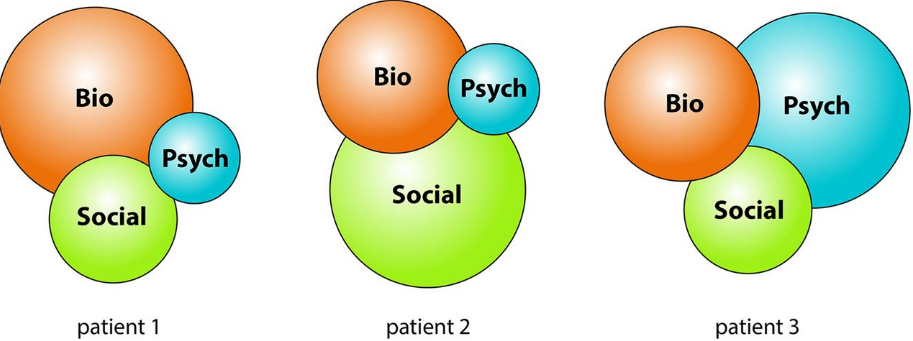 Bio
Psych
Social
patient 1
Bio
Psych
Social
patient 2
Bio
Psych
Social
patient 3